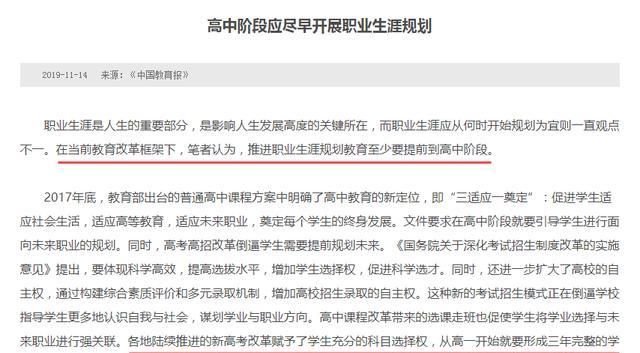 高中阶段应尽早开展职业生涯规划
2019-11-14 来源：《中国教育报》
职业生涯是人生的重要部分，是影响人生发展高度的关键所在，而职业生涯应从何时开始规划为宜则一直观点
不一。在当前教育改革框架下，笔者认为，推进职业生涯规划教育至少要提前到高中阶段。
2017年底，教育部出台的普通高中课程方案中明确了高中教育的新定位，即“三适应一奠定”：促进学生适
应社会生活，适应高等教育，适应未来职业，奠定每个学生的终身发展。文件要求在高中阶段就要引导学生进行面
向未来职业的规划。同时，高考高招改革倒逼学生需要提前规划未来。《国务院关于深化考试招生制度改革的实施
意见》提出，要体现科学高效，提高选拔水平，增加学生选择权，促进科学选才。同时，还进一步扩大了高校的自
主权，通过构建综合素质评价和多元录取机制，增加高校招生录取的自主权。这种新的考试招生模式正在倒逼学校
指导学生更多地认识自我与社会，谋划学业与职业方向。高中课程改革带来的选课走班也促使学生将学业选择与未
来职业进行强关联。各地陆续推进的新高考改革赋予了学生充分的科目选择权，从高一开始就要形成三年完整的学